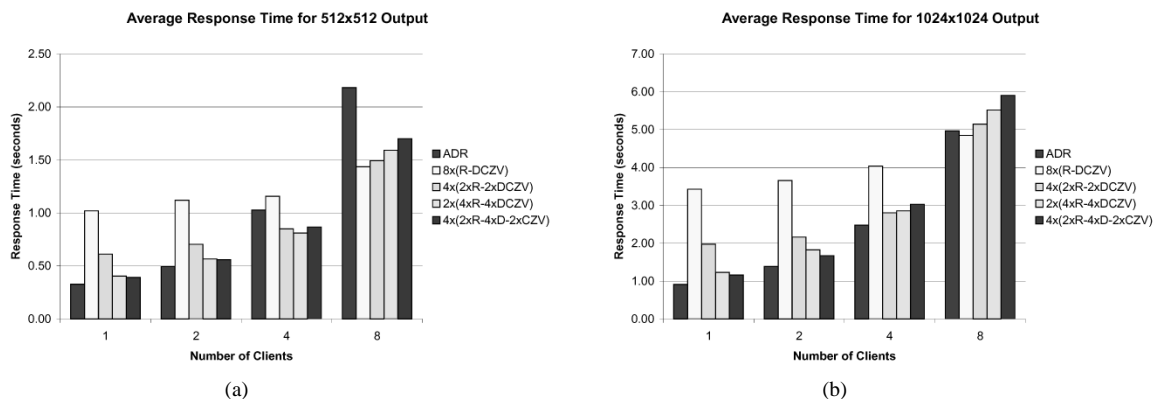 Average Response Time for 512x512 Output
2.50
2.00
1.50
1.00
0.50
0.00
Response Time (seconds)
1 2 4 8
Number of Clients
ADR
8x(R-DCZV)
4x(2xR-2xDCZV)
2x(4xR-4xDCZV)
4x(2xR-4xD-2xCZV)
(a)
Average Response Time for 1024x1024 Output
7.00
6.00
5.00
4.00
3.00
2.00
1.00
0.00
Response Time (seconds)
1 2 4 8
Number of Clients
ADR
8x(R-DCZV)
4x(2xR-2xDCZV)
2x(4xR-4xDCZV)
4x(2xR-4xD-2xCZV)
(b)